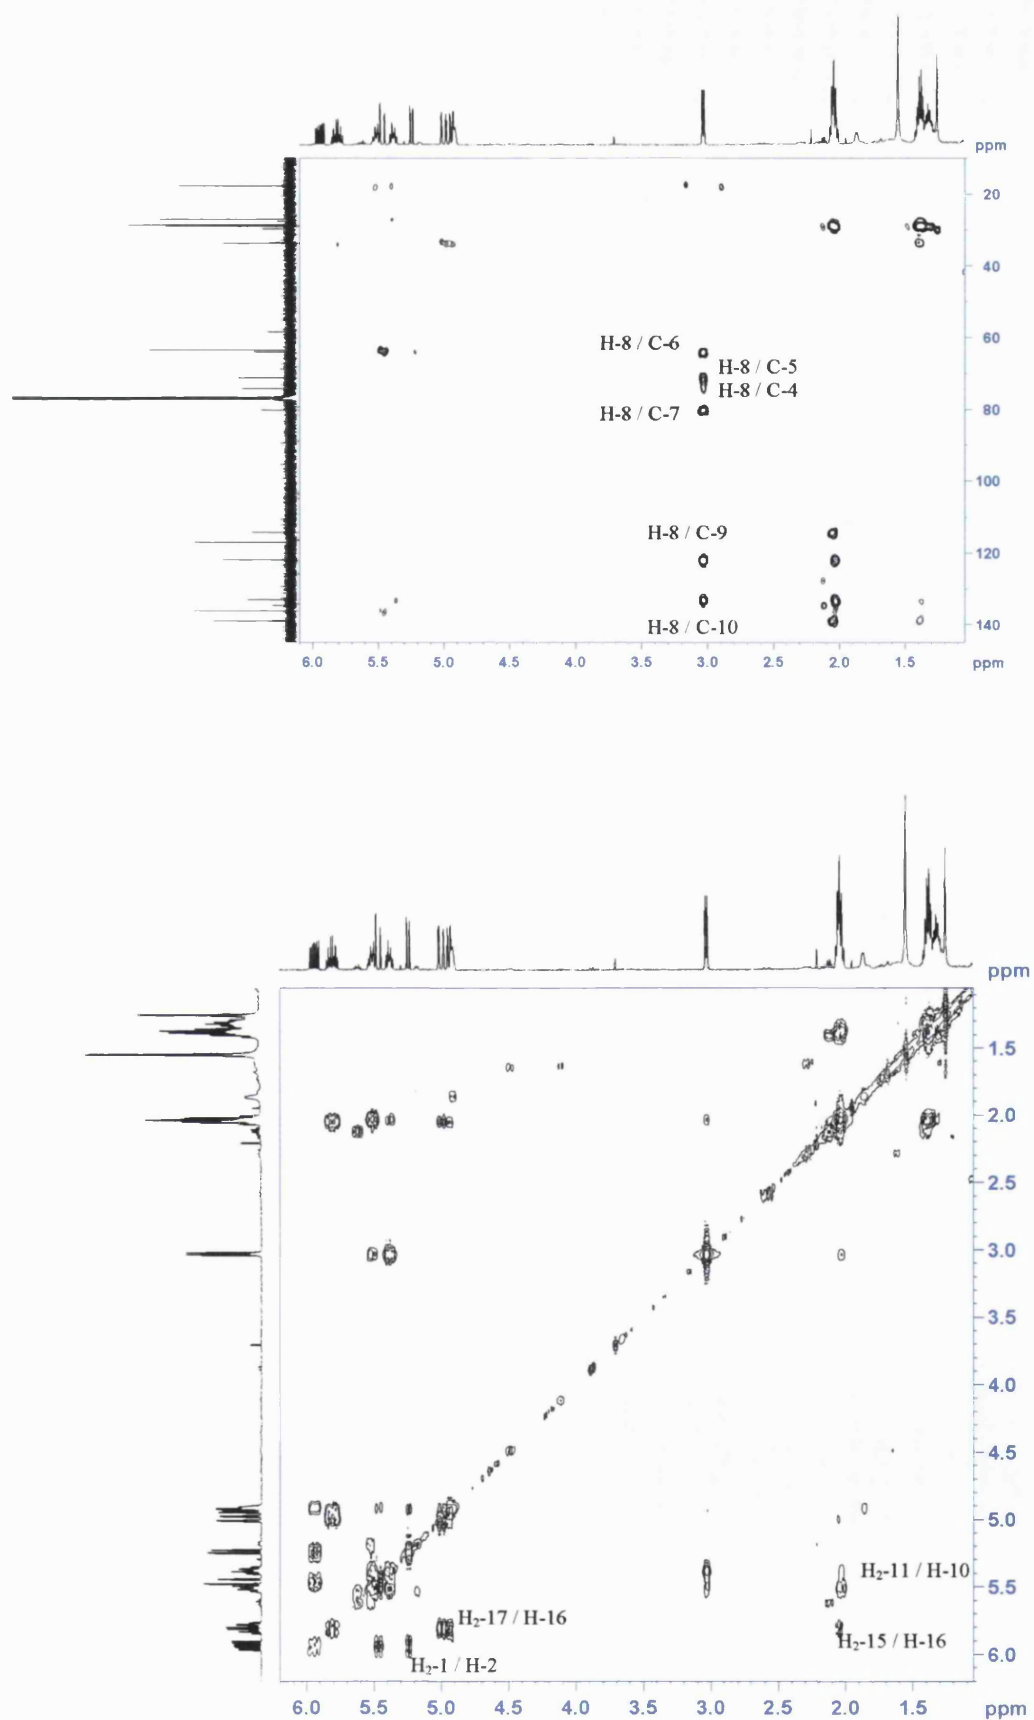 ppm
20
40
H-8 / C-6
60
H-8 / C-5
H-8 / C-4
H-8 / C-7
80
100
H-8 / C-9
120
H-8 / C-10
140
6.0 5.5 5.0 4.5 4.0 3.5 3.0 2.5 2.0 1.5 ppm
ppm
1.5
2.0
2.5
3.0
3.5
4.0
4.5
5.0
H₂-11 / H-10
5.5
H₂-17 / H-16
H₂-15 / H-16
6.0
H₂-1 / H-2
6.0 5.5 5.0 4.5 4.0 3.5 3.0 2.5 2.0 1.5 ppm